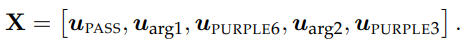 X = [u_PASS, u_arg1, u_PURPLE6, u_arg2, u_PURPLE3] .